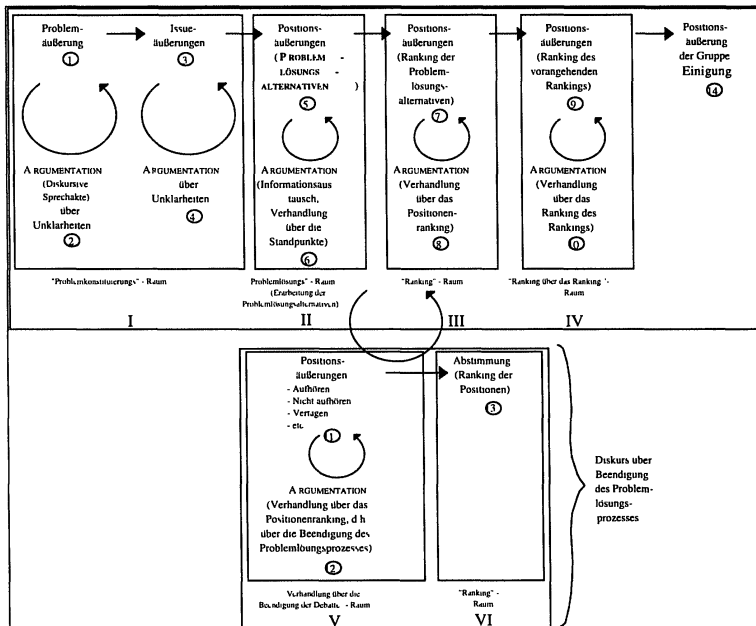 Problem-
äußerung
1
Issue-
äußerungen
3
Positions-
äußerungen
(PROBLEM -
LÖSUNGS -
ALTERNATIVEN )
5
Positions-
äußerungen
(Ranking der
Problem-
lösungs-
alternativen)
7
Positions-
äußerungen
(Ranking des
vorangehenden
Rankings)
9
Positions-
äußerung
der Gruppe
Einigung
14
ARGUMENTATION
(Diskursive
Sprechakte)
über
Unklarheiten
2
ARGUMENTATION
über
Unklarheiten
4
ARGUMENTATION
(Informationsaus
tausch,
Verhandlung
über die
Standpunkte)
6
ARGUMENTATION
(Verhandlung
über das
Positionen-
ranking)
8
ARGUMENTATION
(Verhandlung
über das
Ranking des
Rankings)
0
"Problemkonstituierungs" - Raum
I
Problemlösungs" - Raum
(Erarbeitung der
Problemlösungsalternativen)
II
"Ranking" - Raum
III
"Ranking über das Ranking"-
Raum
IV
Positions-
äußerungen
- Aufhören
- Nicht aufhören
- Vertagen
- etc
1
ARGUMENTATION
(Verhandlung über das
Positionenranking, d h
über die Beendigung des
Problemlöungsprozesses)
2
Verhandlung über die
Beendigung der Debatte - Raum
V
Abstimmung
(Ranking der
Positionen)
3
"Ranking" -
Raum
VI
Diskurs über
Beendigung
des Problem-
lösungs-
prozesses